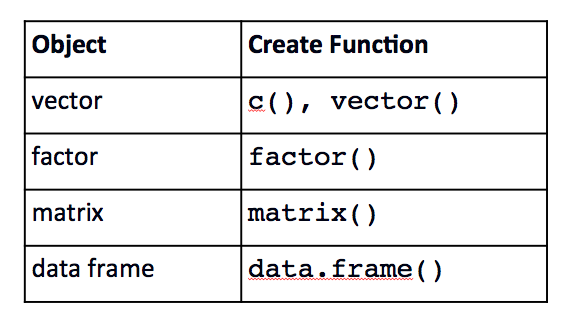 Object Create Function
vector c(), vector()
factor factor()
matrix matrix()
data frame data.frame()